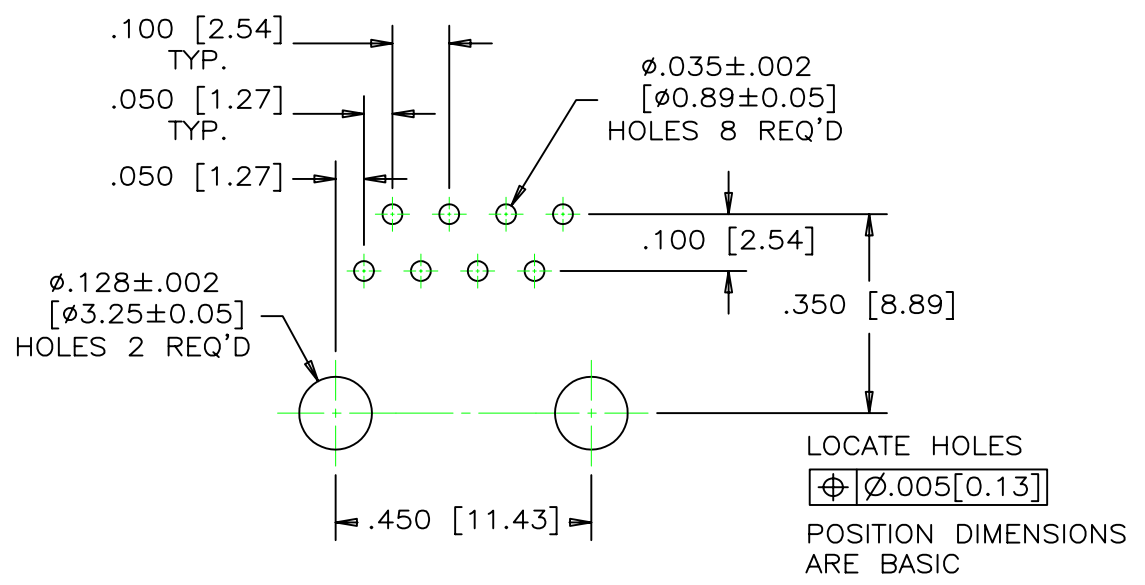 .100 [2.54]
TYP.
.050 [1.27]
TYP.
.050 [1.27]
ø.035±.002
[ø0.89±0.05]
HOLES 8 REQ'D
.100 [2.54]
ø.128±.002
[ø3.25±0.05]
HOLES 2 REQ'D
.350 [8.89]
.450 [11.43]
LOCATE HOLES
⌖ Ø.005[0.13]
POSITION DIMENSIONS
ARE BASIC